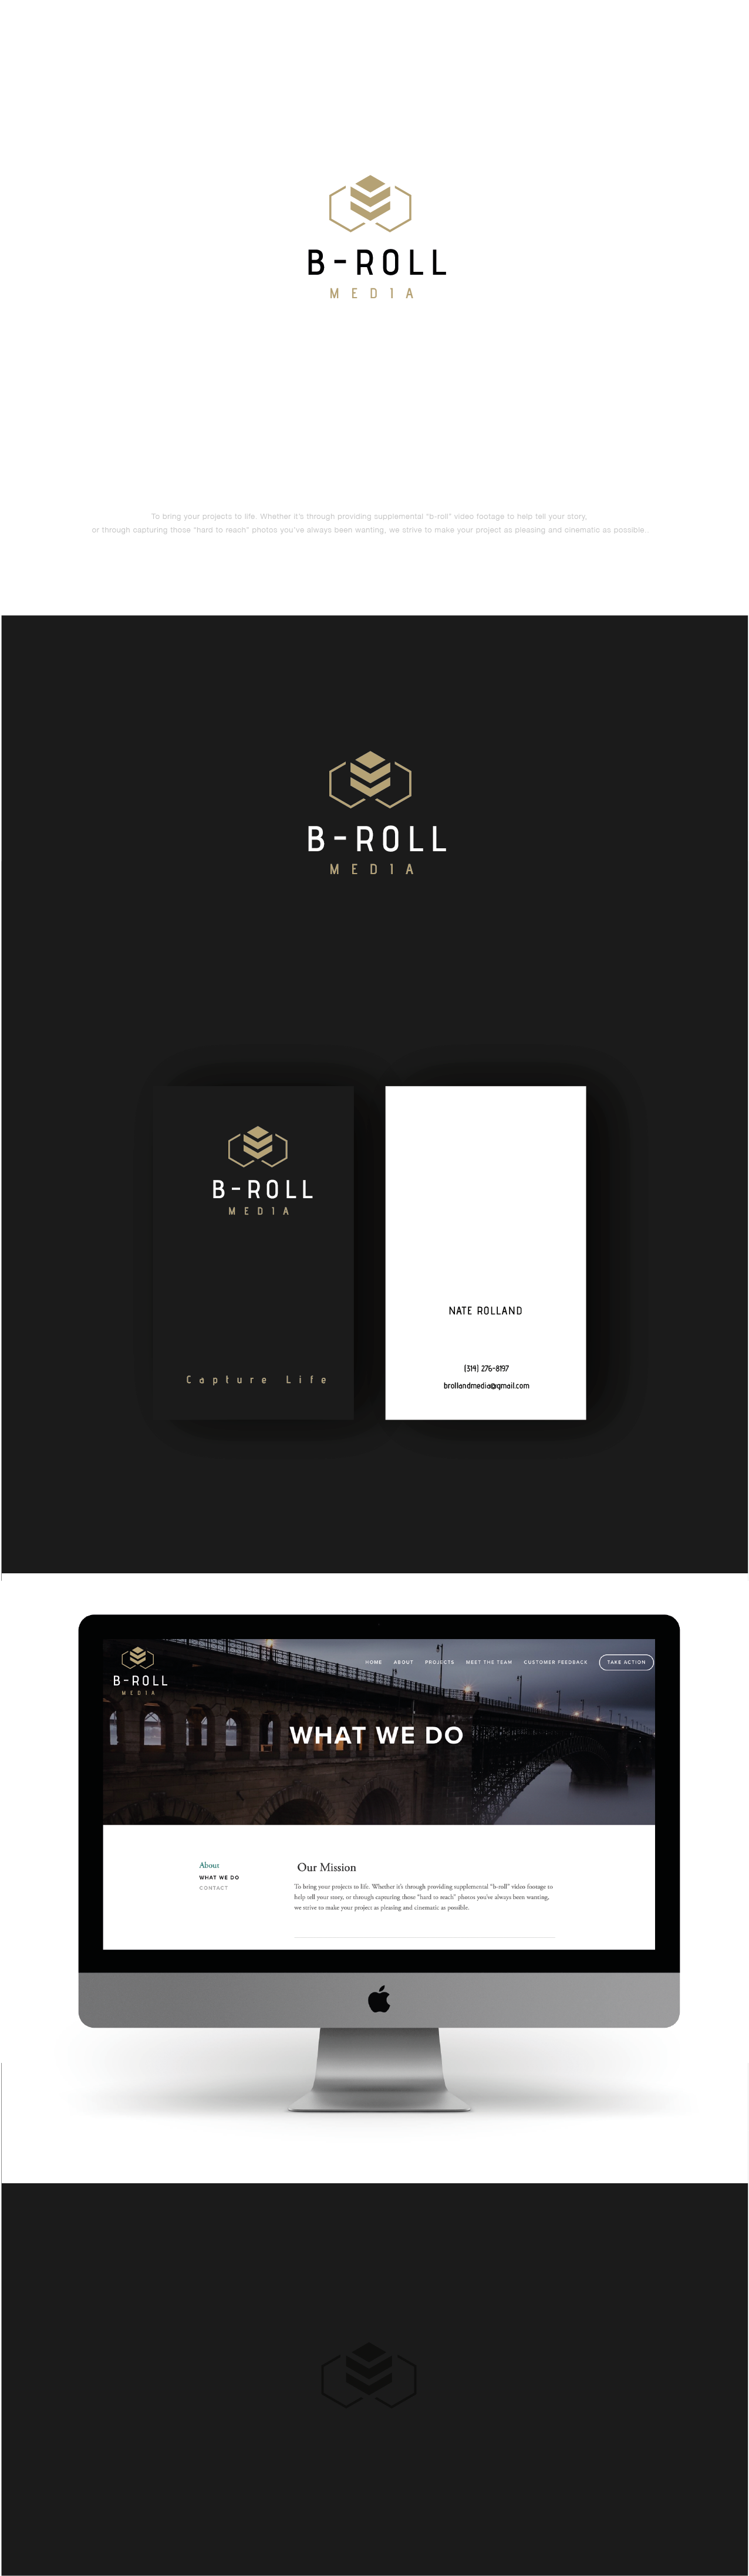 B-ROLL
MEDIA
To bring your projects to life. Whether it's through providing supplemental "b-roll" video footage to help tell your story,
or through capturing those "hard to reach" photos you've always been wanting, we strive to make your project as pleasing and cinematic as possible..
B-ROLL
MEDIA
B-ROLL
MEDIA
Capture Life
NATE ROLLAND
(314) 276-8197
brollandmedia@gmail.com
B-ROLL
MEDIA
HOME ABOUT PROJECTS MEET THE TEAM CUSTOMER FEEDBACK TAKE ACTION
WHAT WE DO
About
WHAT WE DO
CONTACT
Our Mission
To bring your projects to life. Whether it's through providing supplemental "b-roll" video footage to
help tell your story, or through capturing those "hard to reach" photos you've always been wanting,
we strive to make your project as pleasing and cinematic as possible.